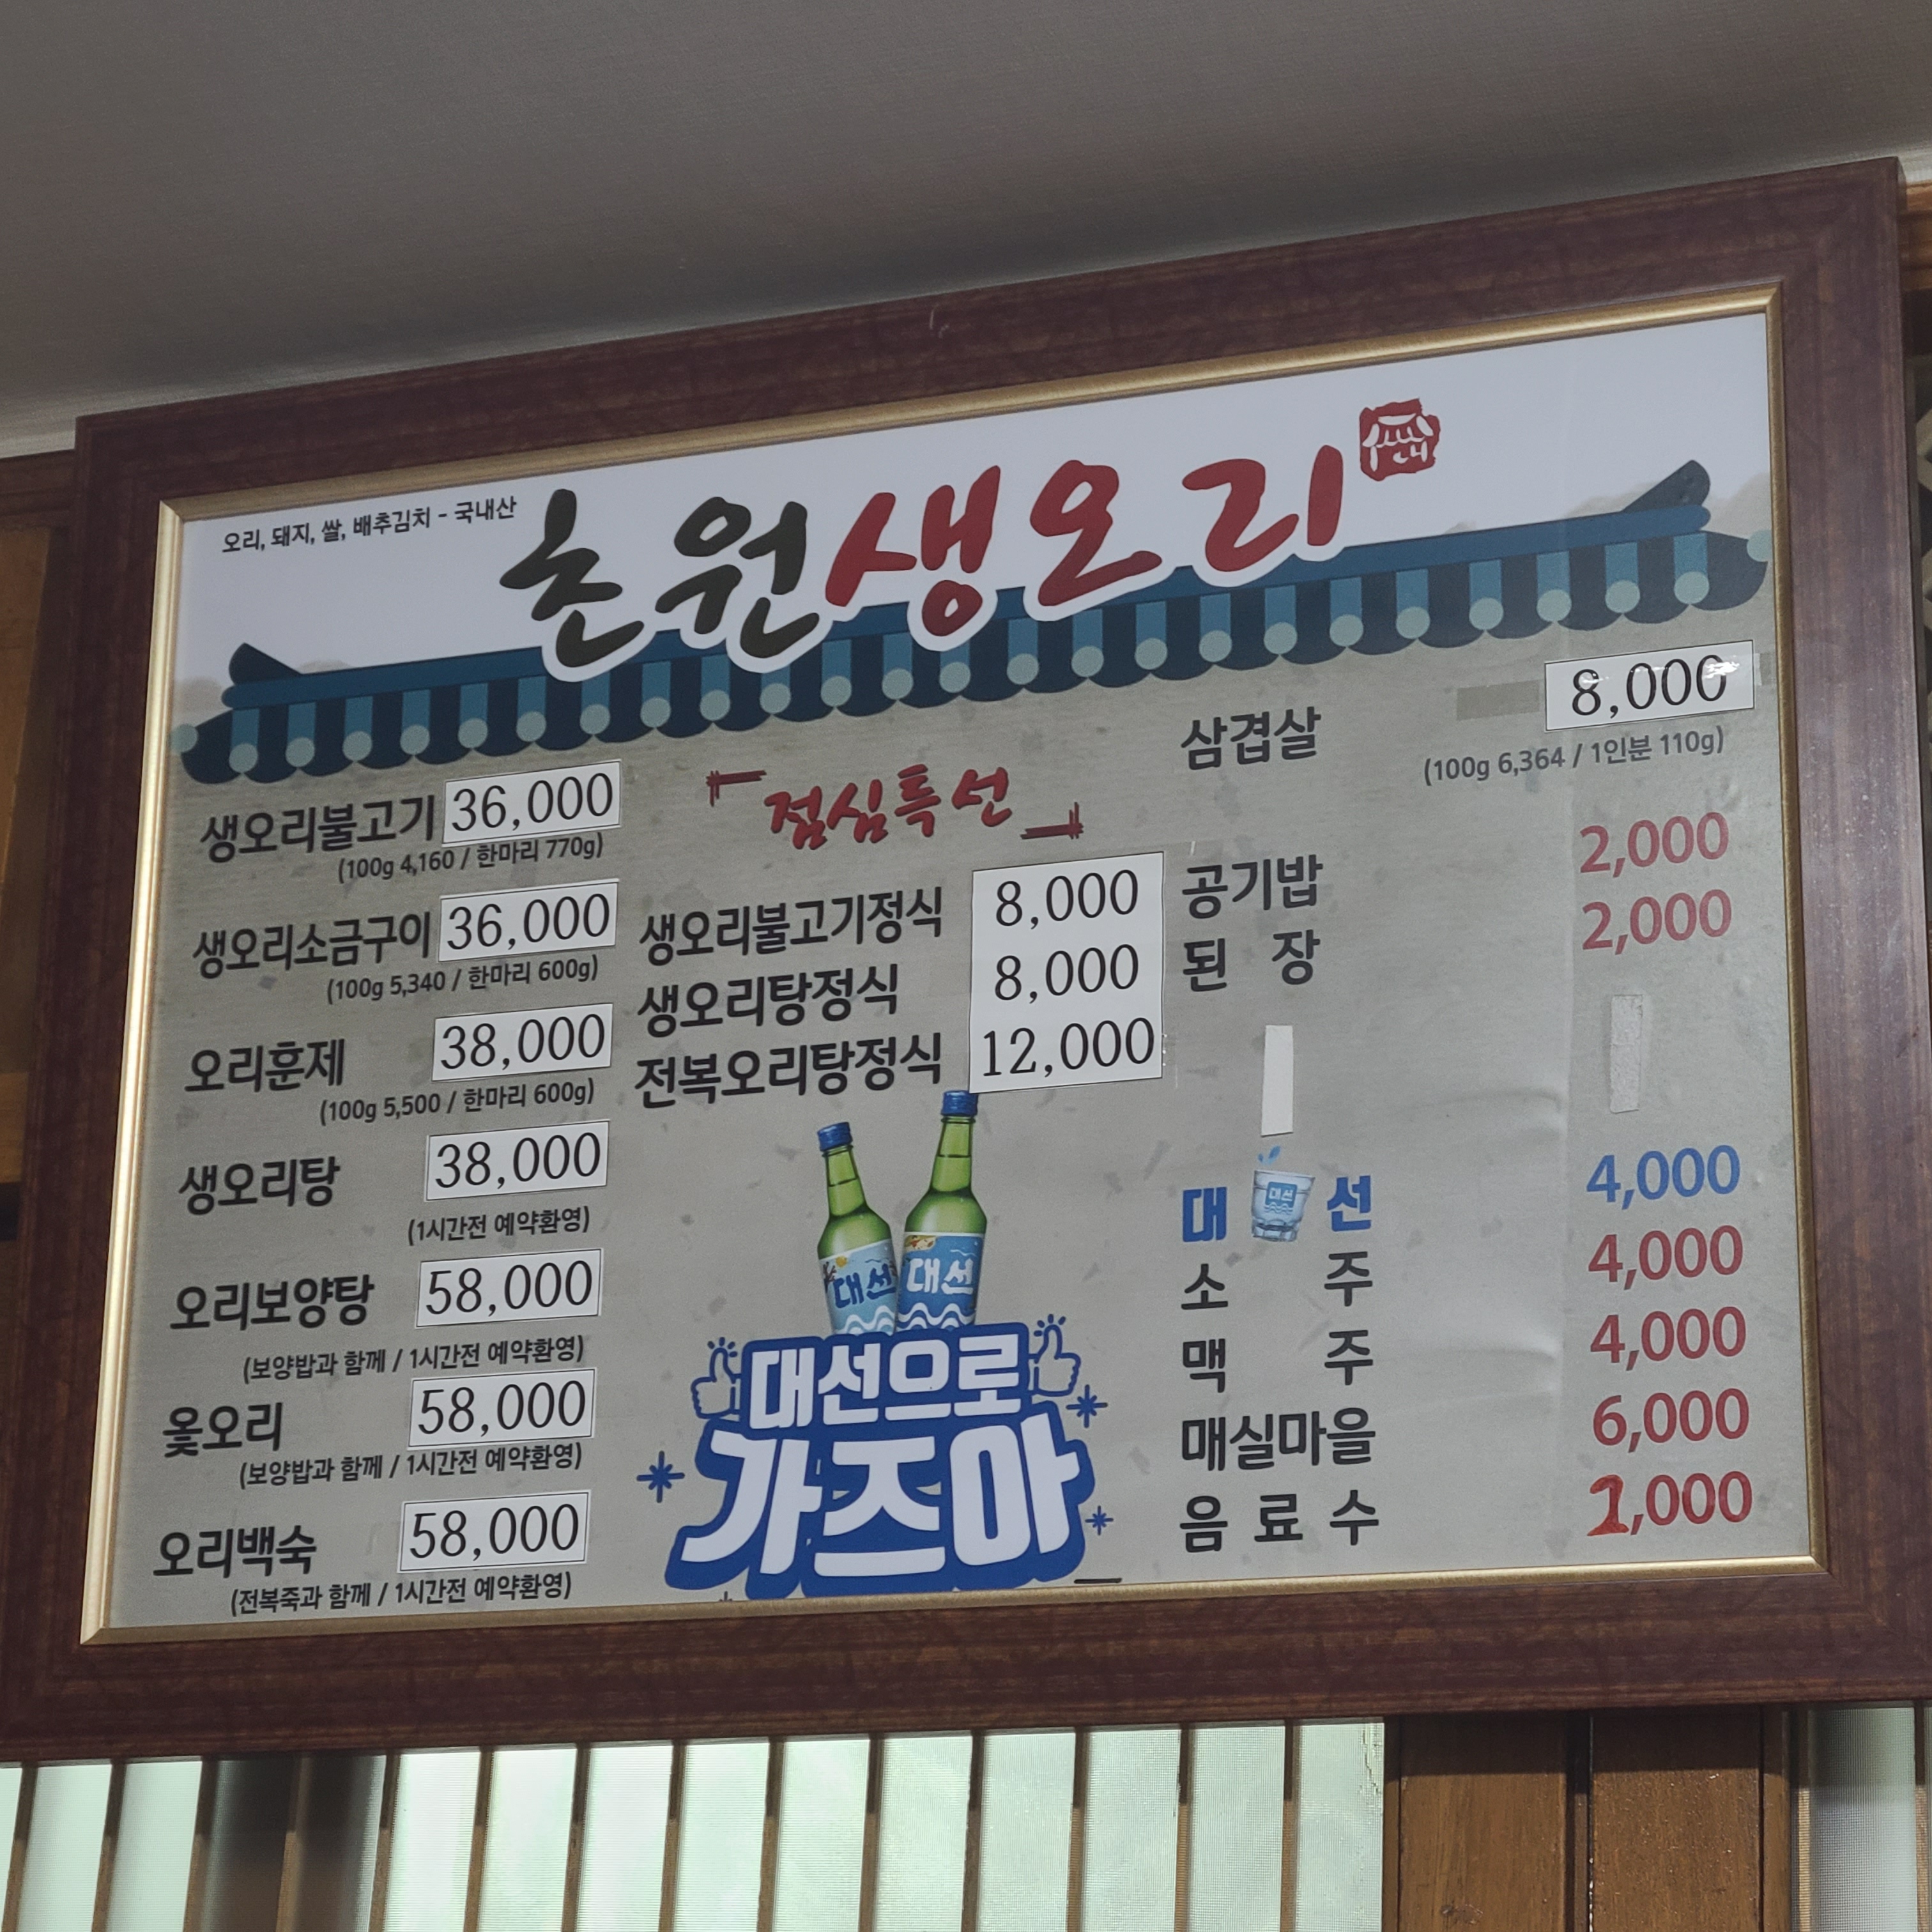 오리, 돼지, 쌀, 배추김치 - 국내산
초원생오리
생오리불고기 36,000
(100g 4,160 / 한마리 770g)
생오리소금구이 36,000
(100g 5,340 / 한마리 600g)
오리훈제 38,000
(100g 5,500 / 한마리 600g)
생오리탕 38,000
(1시간전 예약환영)
오리보양탕 58,000
(보양밥과 함께 / 1시간전 예약환영)
옻오리 58,000
(보양밥과 함께 / 1시간전 예약환영)
오리백숙 58,000
(전복죽과 함께 / 1시간전 예약환영)
점심특선
생오리불고기정식 8,000
생오리탕정식 8,000
전복오리탕정식 12,000
대선 대선
대선으로
가즈아
삼겹살 8,000
(100g 6,364 / 1인분 110g)
공기밥 2,000
된 장 2,000
대 대선 선 4,000
소 주 4,000
맥 주 4,000
매실마을 6,000
음 료 수 1,000